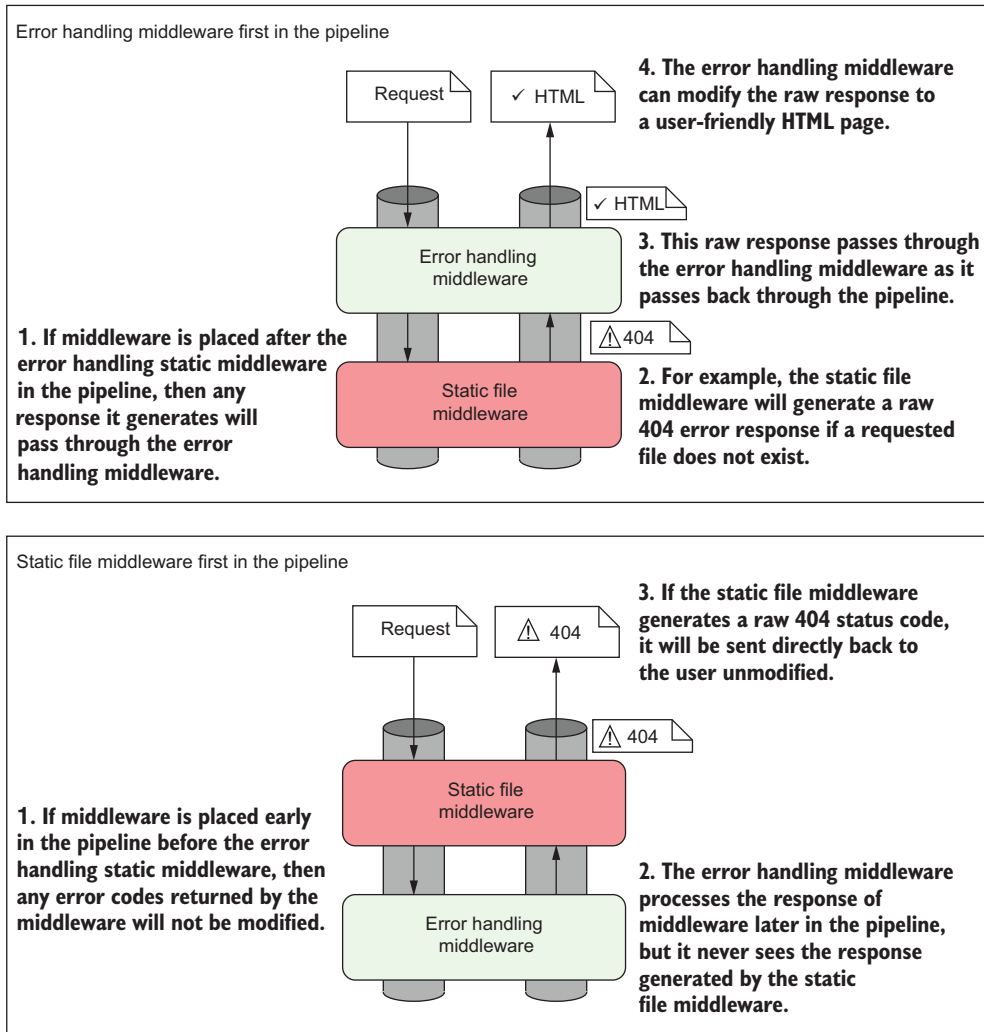 Error handling middleware first in the pipeline
Request
✓ HTML
4. The error handling middleware
can modify the raw response to
a user-friendly HTML page.
✓ HTML
Error handling
middleware
3. This raw response passes through
the error handling middleware as it
passes back through the pipeline.
1. If middleware is placed after the
error handling static middleware
in the pipeline, then any
response it generates will
pass through the error
handling middleware.
⚠ 404
Static file
middleware
2. For example, the static file
middleware will generate a raw
404 error response if a requested
file does not exist.
Static file middleware first in the pipeline
Request
⚠ 404
3. If the static file middleware
generates a raw 404 status code,
it will be sent directly back to
the user unmodified.
⚠ 404
Static file
middleware
1. If middleware is placed early
in the pipeline before the error
handling static middleware, then
any error codes returned by the
middleware will not be modified.
Error handling
middleware
2. The error handling middleware
processes the response of
middleware later in the pipeline,
but it never sees the response
generated by the static
file middleware.